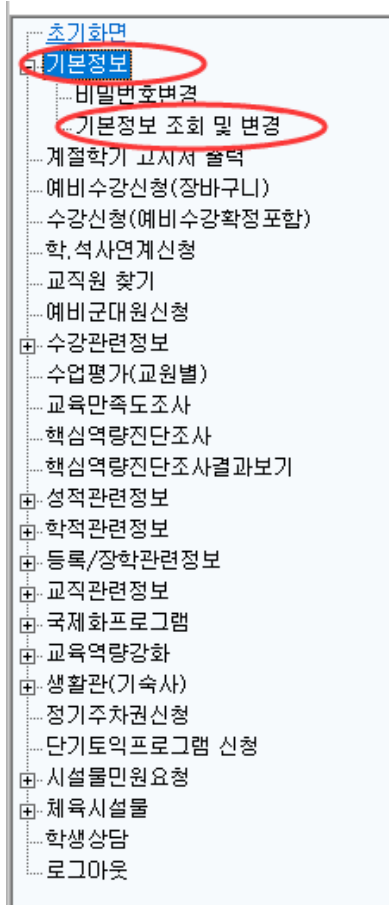 초기화면
기본정보
비밀번호변경
기본정보 조회 및 변경
계절학기 고지서 출력
예비수강신청(장바구니)
수강신청(예비수강확정포함)
학,석사연계신청
교직원 찾기
예비군대원신청
수강관련정보
수업평가(교원별)
교육만족도조사
핵심역량진단조사
핵심역량진단조사결과보기
성적관련정보
학적관련정보
등록/장학관련정보
교직관련정보
국제화프로그램
교육역량강화
생활관(기숙사)
정기주차권신청
단기토익프로그램 신청
시설물민원요청
체육시설물
학생상담
로그아웃